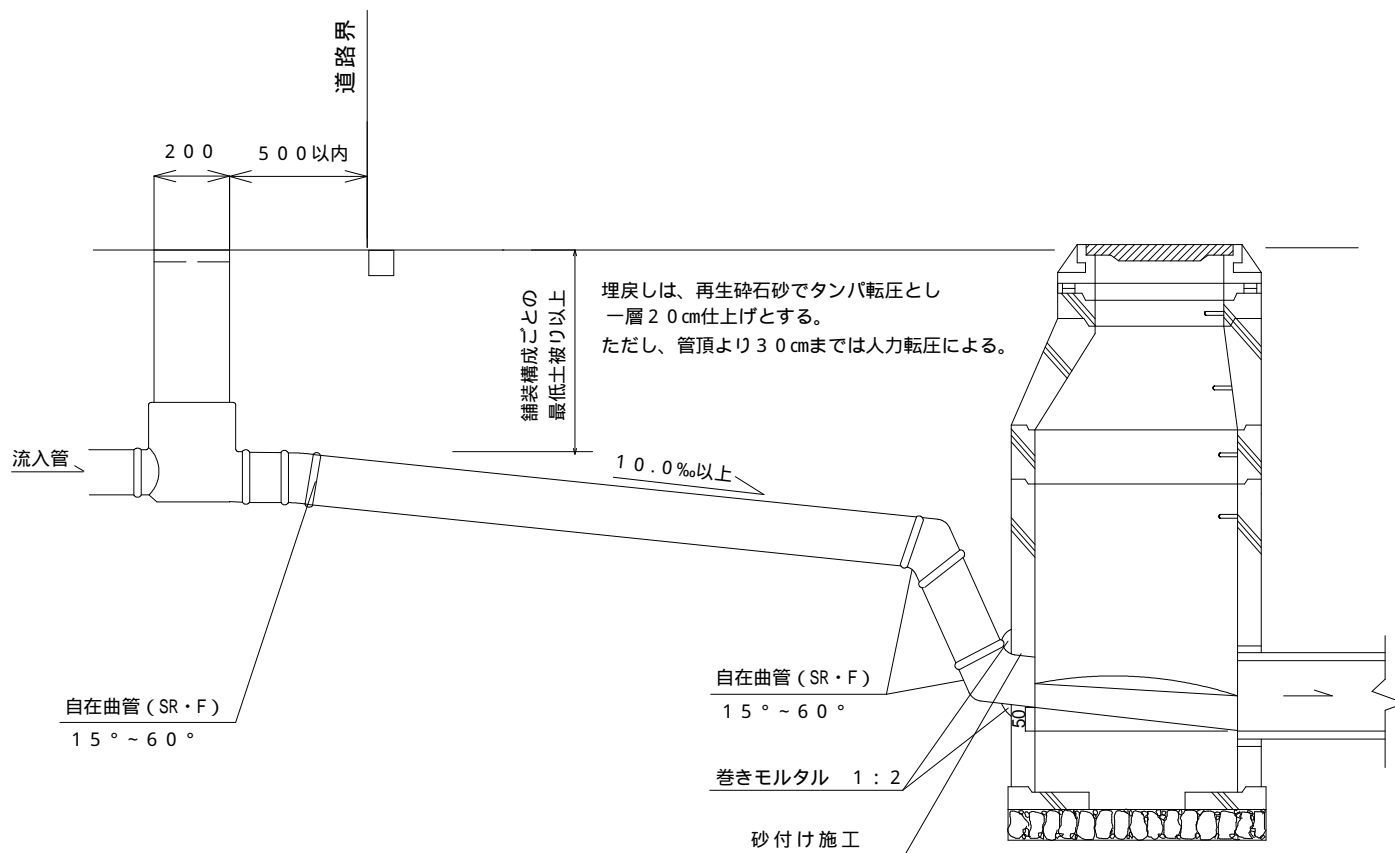 道路界
200
500以内
舗装構成ごとの
最低土被り以上
埋戻しは、再生砕石砂でタンパ転圧とし
一層20㎝仕上げとする。
ただし、管頂より30㎝までは人力転圧による。
流入管
10.0‰以上
自在曲管(SR・F)
15°~60°
自在曲管(SR・F)
15°~60°
50
巻きモルタル 1:2
砂付け施工